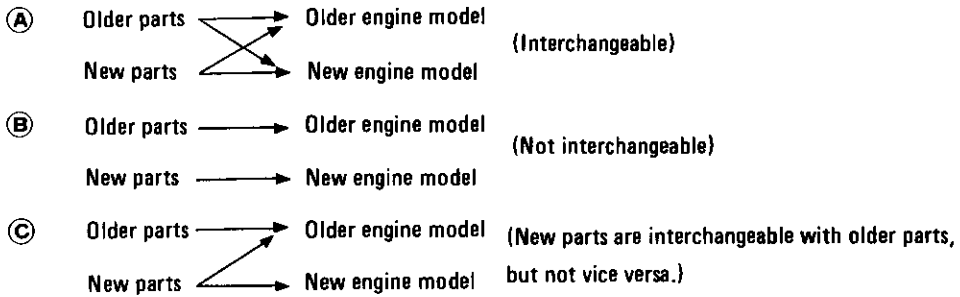 Ⓐ Older parts Older engine model
(Interchangeable)
New parts New engine model
Ⓑ Older parts Older engine model
(Not interchangeable)
New parts New engine model
Ⓒ Older parts Older engine model (New parts are interchangeable with older parts,
New parts New engine model but not vice versa.)